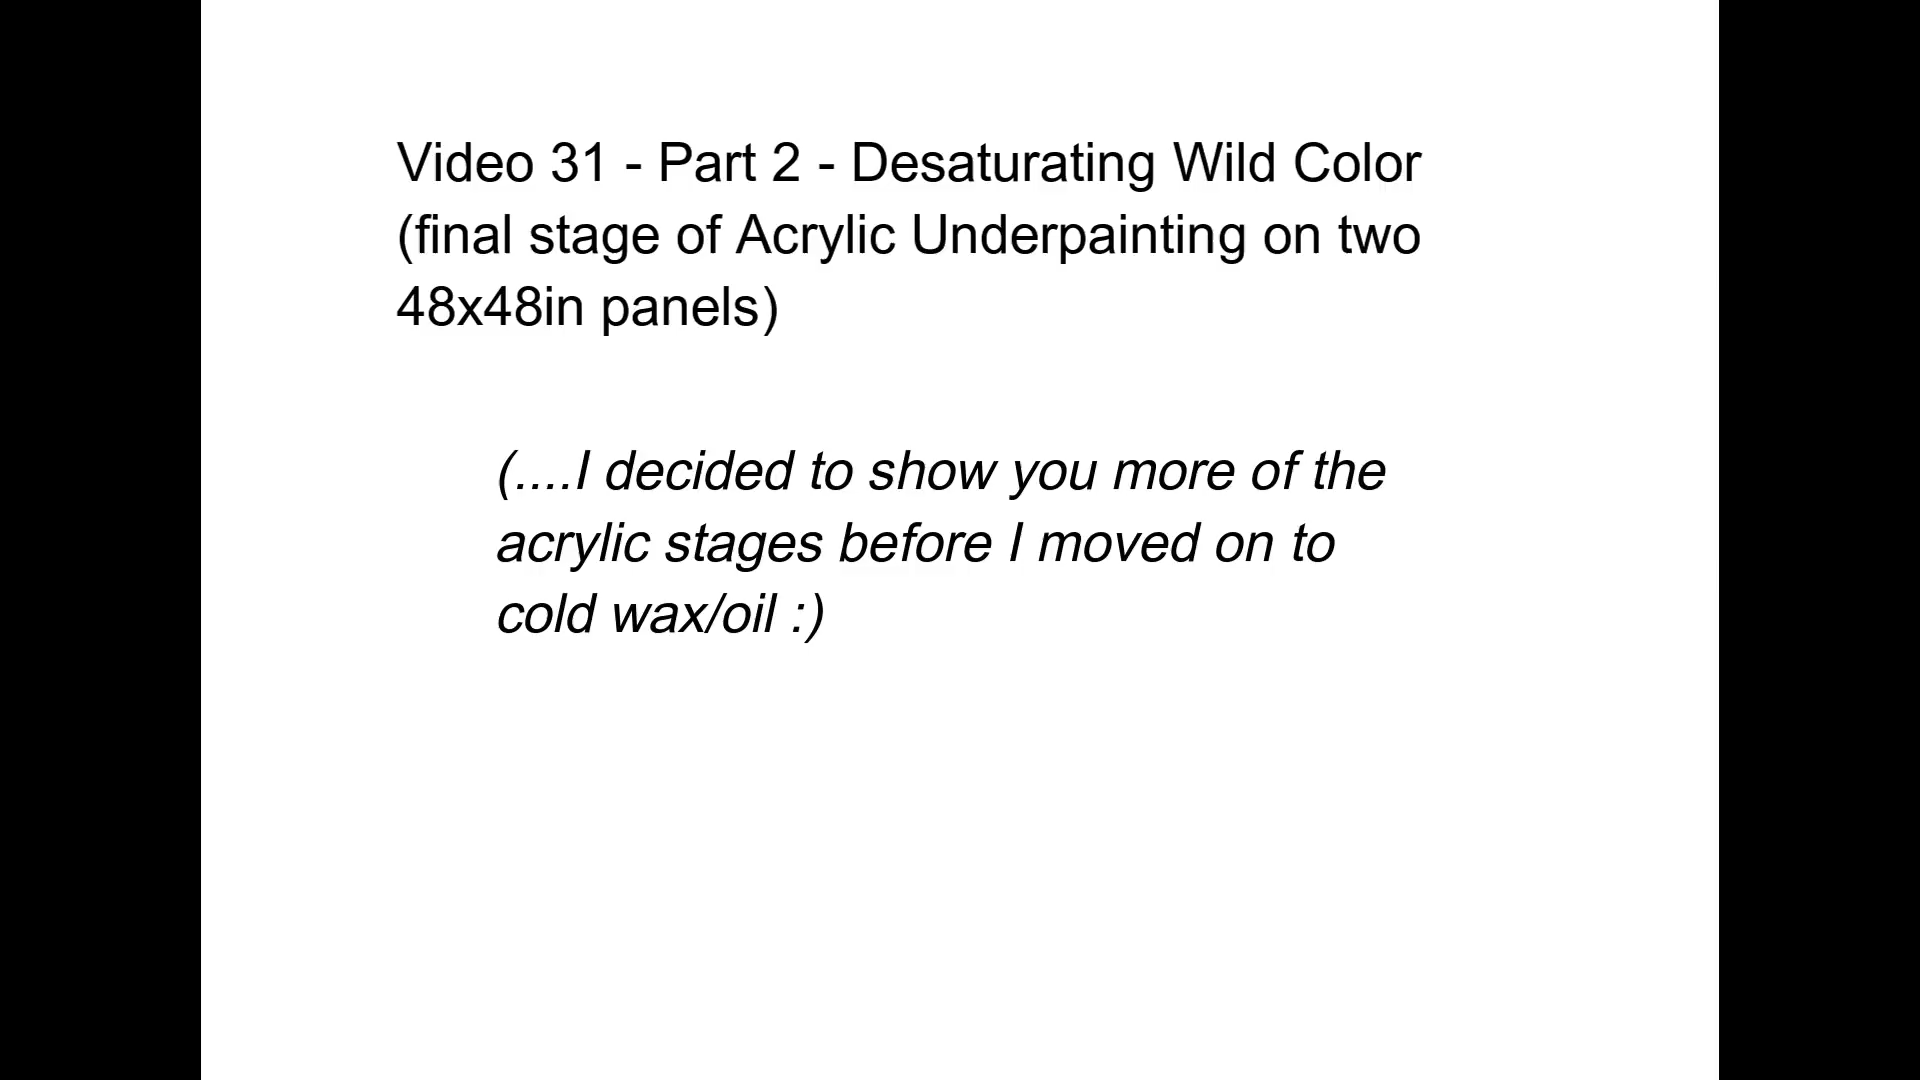 Video 31 - Part 2 - Desaturating Wild Color
(final stage of Acrylic Underpainting on two
48x48in panels)
(....I decided to show you more of the
acrylic stages before I moved on to
cold wax/oil :)